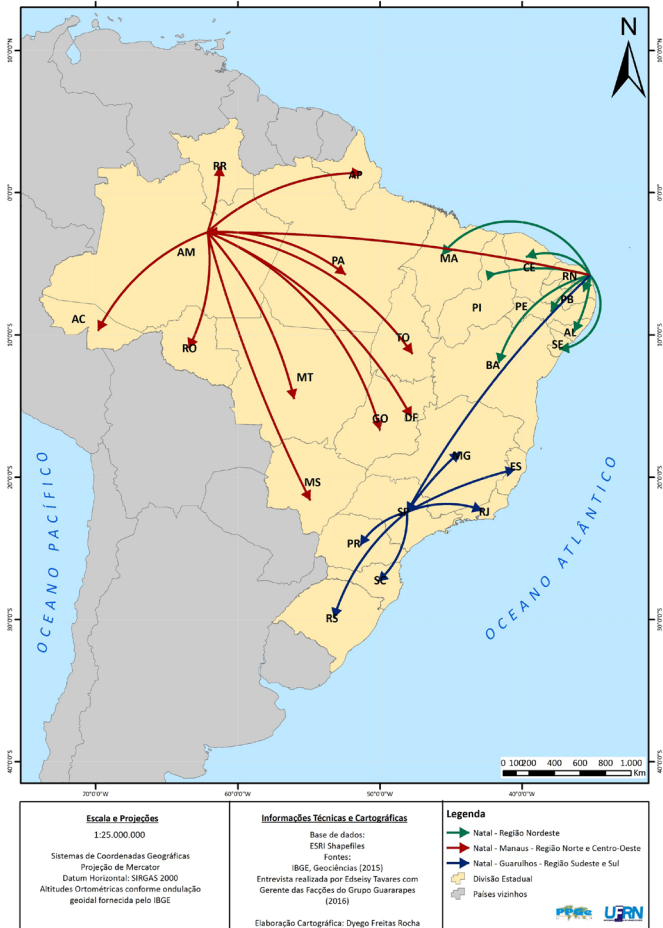 N
10°0'0"N
0°0'0"
10°0'0"S
20°0'0"S
30°0'0"S
40°0'0"S
RR
AP
AM
PA
MA
CE
RN
PI
PE
PB
AL
SE
BA
AC
RO
TO
MT
GO
DF
MS
MG
ES
SP
RJ
PR
SC
RS
OCEANO PACÍFICO
OCEANO ATLÂNTICO
0 100200 400 600 800 1.000
Km
70°0'0"W
60°0'0"W
50°0'0"W
40°0'0"W
Escala e Projeções
1:25.000.000
Sistemas de Coordenadas Geográficas
Projeção de Mercator
Datum Horizontal: SIRGAS 2000
Altitudes Ortométricas conforme ondulação
geoidal fornecida pelo IBGE
Informações Técnicas e Cartográficas
Base de dados:
ESRI Shapefiles
Fontes:
IBGE, Geociências (2015)
Entrevista realizada por Edseisy Tavares com
Gerente das Facções do Grupo Guararapes
(2016)
Elaboração Cartográfica: Dyego Freitas Rocha
Legenda
Natal - Região Nordeste
Natal - Manaus - Região Norte e Centro-Oeste
Natal - Guarulhos - Região Sudeste e Sul
Divisão Estadual
Países vizinhos
PPGe UFRN